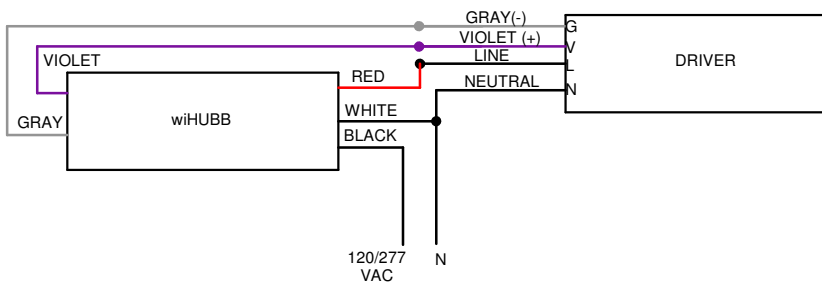 GRAY(-)
G
VIOLET (+)
V
VIOLET
LINE
L
DRIVER
RED
NEUTRAL
N
GRAY
wiHUBB
WHITE
BLACK
120/277
VAC
N